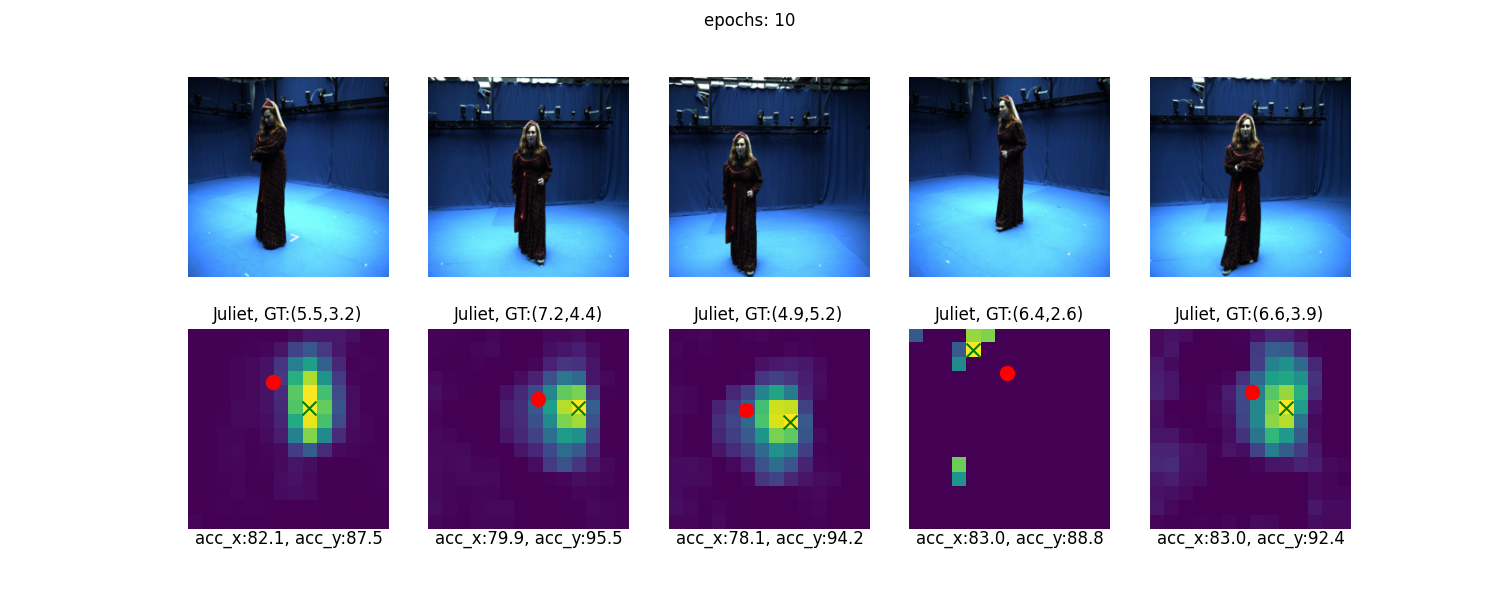 epochs: 10
Juliet, GT:(5.5,3.2)
Juliet, GT:(7.2,4.4)
Juliet, GT:(4.9,5.2)
Juliet, GT:(6.4,2.6)
Juliet, GT:(6.6,3.9)
acc_x:82.1, acc_y:87.5
acc_x:79.9, acc_y:95.5
acc_x:78.1, acc_y:94.2
acc_x:83.0, acc_y:88.8
acc_x:83.0, acc_y:92.4